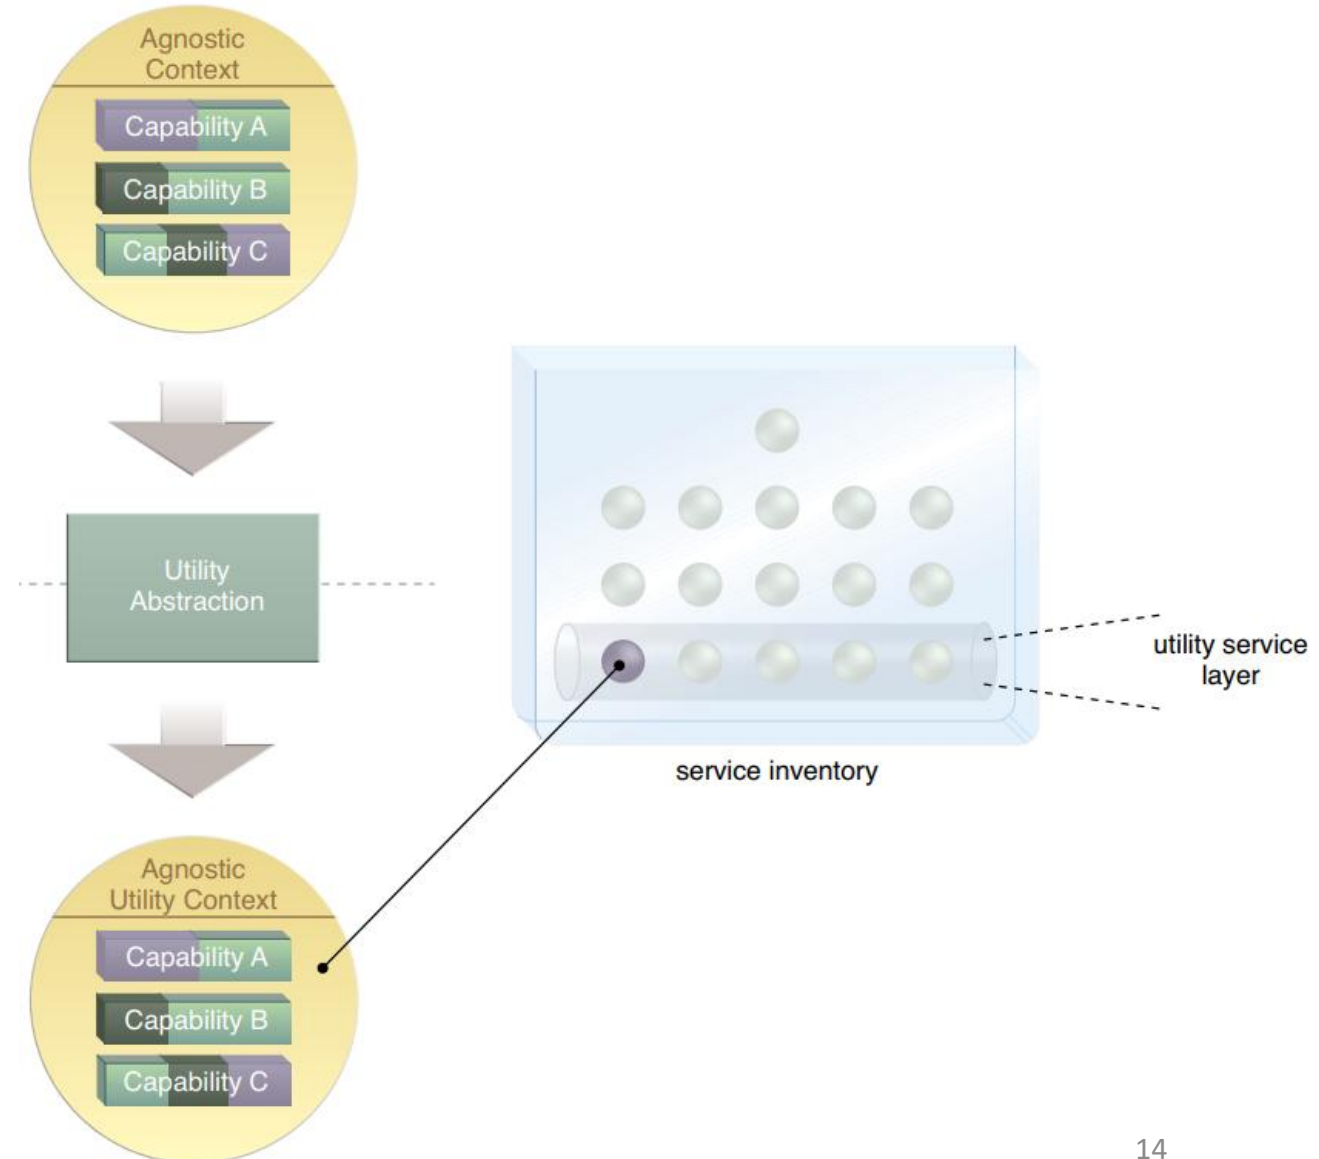 Agnostic
Context
Capability A
Capability B
Capability C
Utility
Abstraction
utility service
layer
service inventory
Agnostic
Utility Context
Capability A
Capability B
Capability C
14